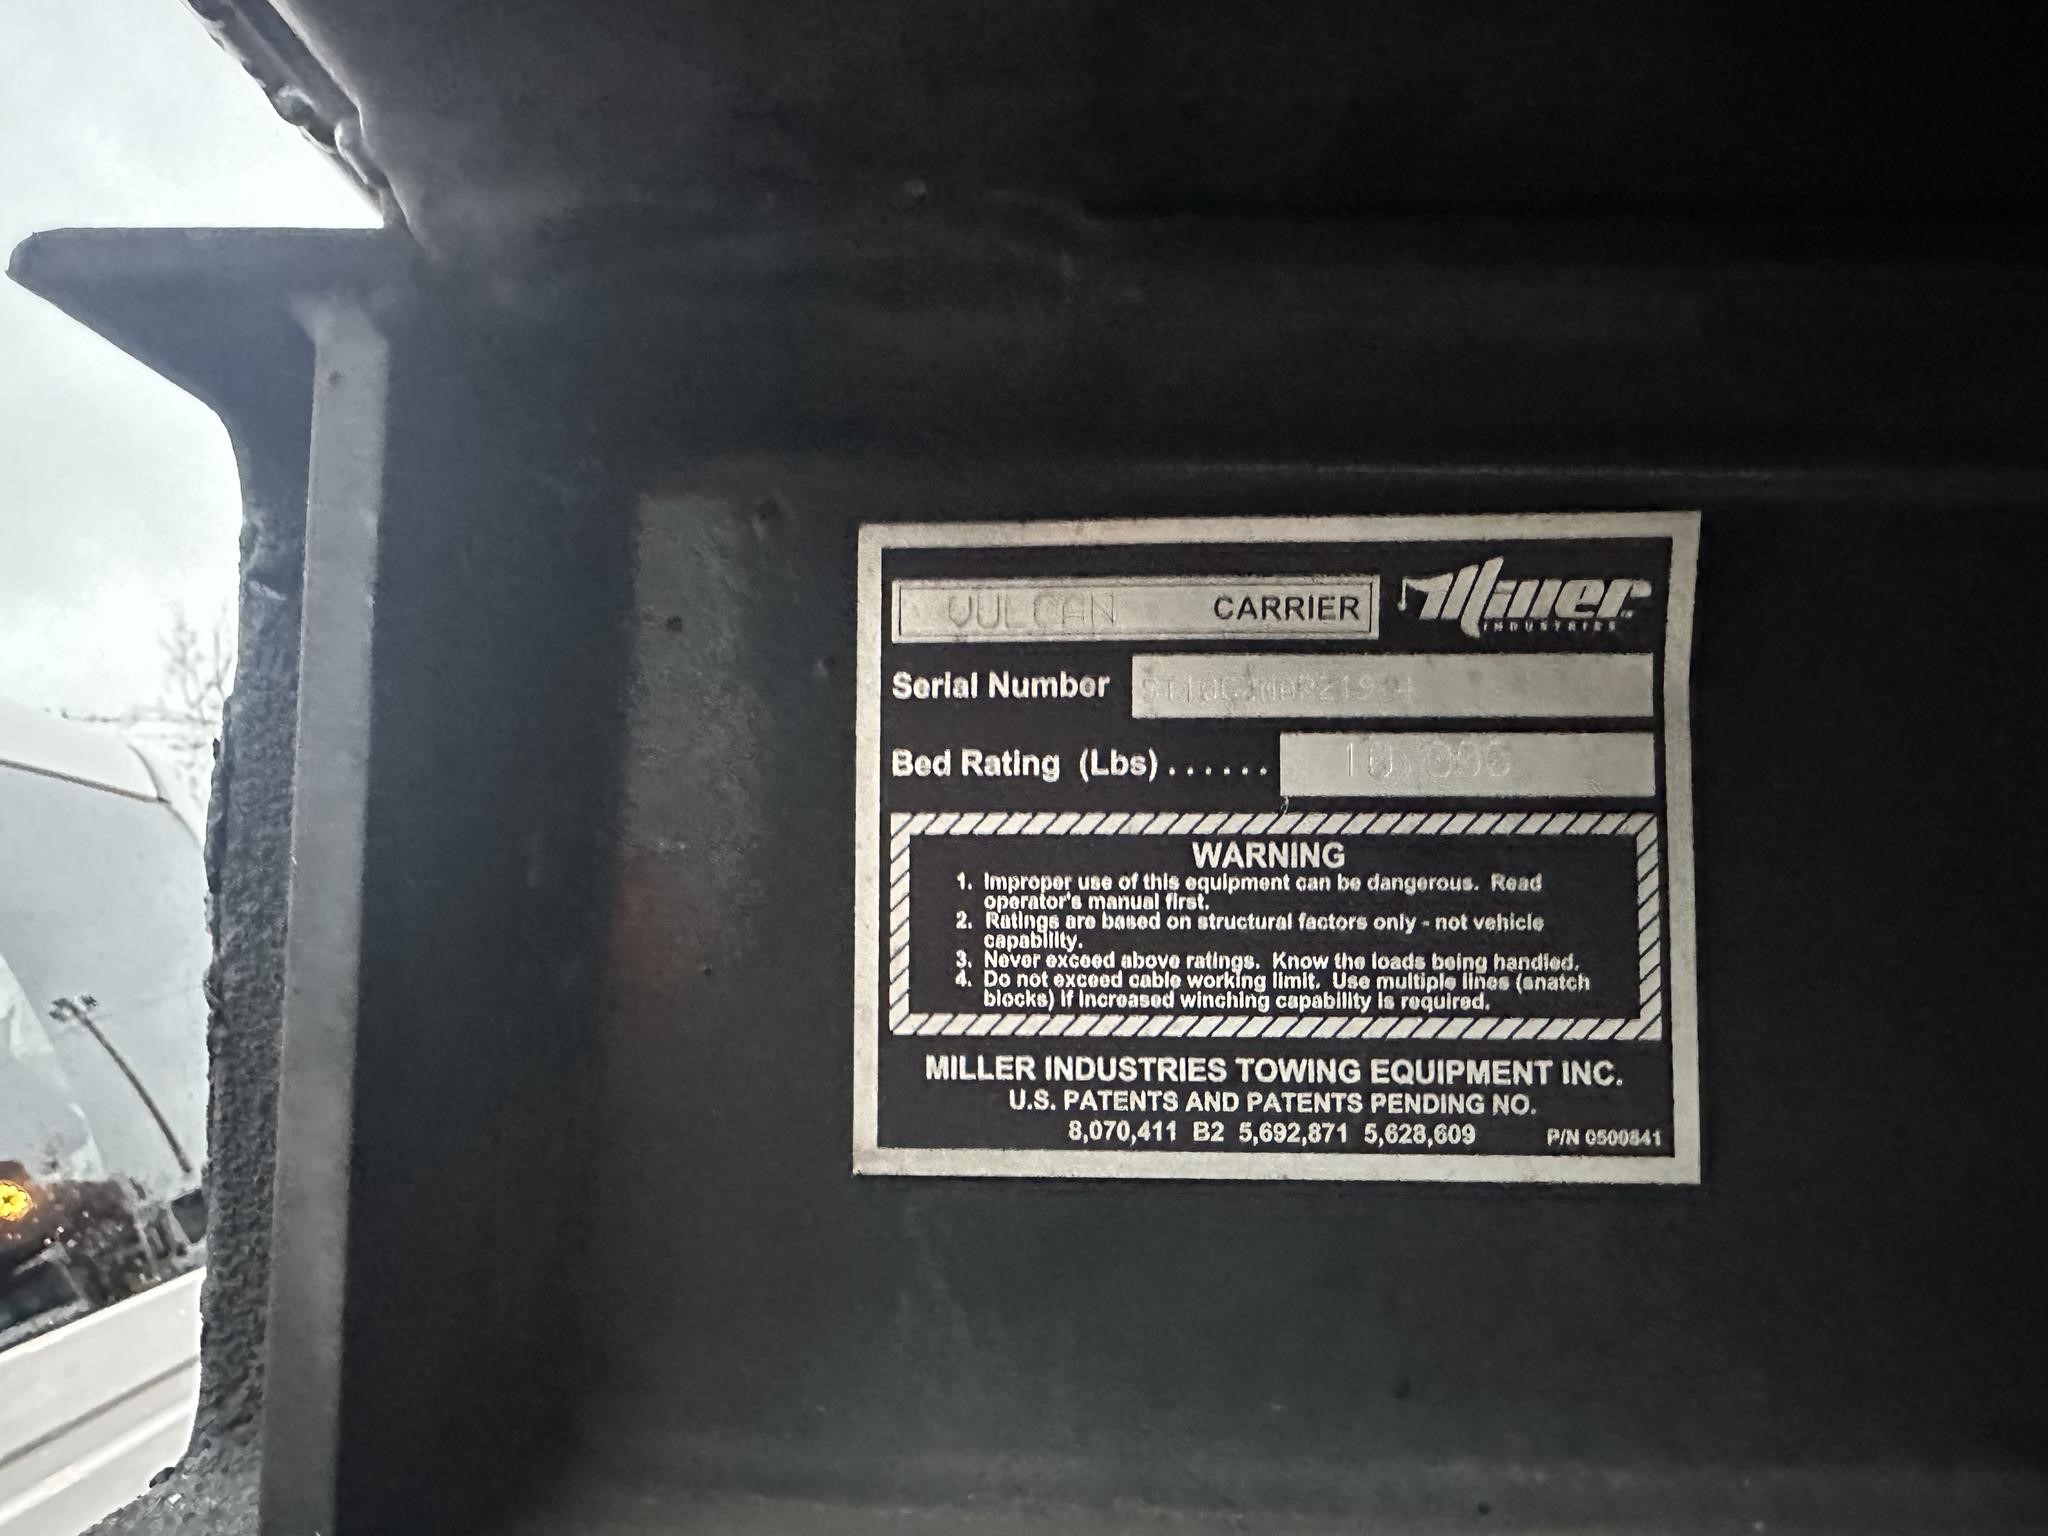 VULCAN CARRIER Miller
INDUSTRIES
Serial Number
Bed Rating (Lbs) ......
WARNING
1. Improper use of this equipment can be dangerous. Read
operator's manual first.
2. Ratings are based on structural factors only - not vehicle
capability.
3. Never exceed above ratings. Know the loads being handled.
4. Do not exceed cable working limit. Use multiple lines (snatch
blocks) if increased winching capability is required.
MILLER INDUSTRIES TOWING EQUIPMENT INC.
U.S. PATENTS AND PATENTS PENDING NO.
8,070,411 B2 5,692,871 5,628,609 P/N 0500841